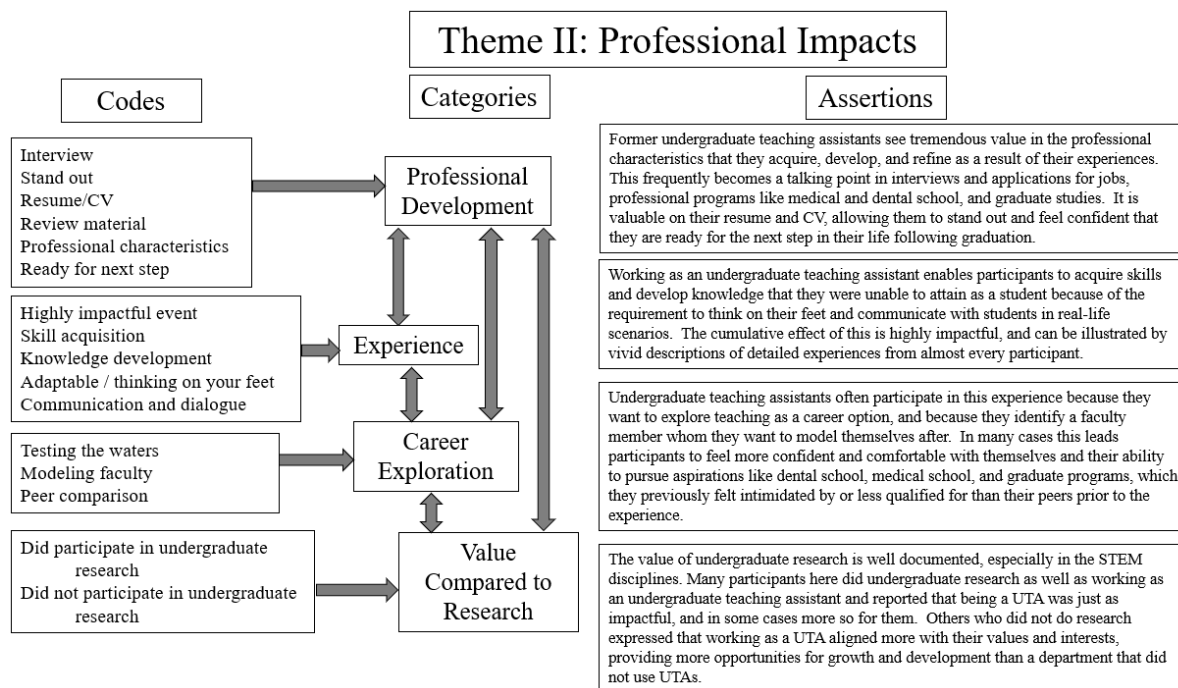 Theme II: Professional Impacts
Codes
Categories
Assertions
Interview
Stand out
Resume/CV
Review material
Professional characteristics
Ready for next step
Professional
Development
Former undergraduate teaching assistants see tremendous value in the professional
characteristics that they acquire, develop, and refine as a result of their experiences.
This frequently becomes a talking point in interviews and applications for jobs,
professional programs like medical and dental school, and graduate studies. It is
valuable on their resume and CV, allowing them to stand out and feel confident that
they are ready for the next step in their life following graduation.
Highly impactful event
Skill acquisition
Knowledge development
Adaptable / thinking on your feet
Communication and dialogue
Experience
Working as an undergraduate teaching assistant enables participants to acquire skills
and develop knowledge that they were unable to attain as a student because of the
requirement to think on their feet and communicate with students in real-life
scenarios. The cumulative effect of this is highly impactful, and can be illustrated by
vivid descriptions of detailed experiences from almost every participant.
Testing the waters
Modeling faculty
Peer comparison
Career
Exploration
Undergraduate teaching assistants often participate in this experience because they
want to explore teaching as a career option, and because they identify a faculty
member whom they want to model themselves after. In many cases this leads
participants to feel more confident and comfortable with themselves and their ability
to pursue aspirations like dental school, medical school, and graduate programs, which
they previously felt intimidated by or less qualified for than their peers prior to the
experience.
Did participate in undergraduate
research
Did not participate in undergraduate
research
Value
Compared to
Research
The value of undergraduate research is well documented, especially in the STEM
disciplines. Many participants here did undergraduate research as well as working as
an undergraduate teaching assistant and reported that being a UTA was just as
impactful, and in some cases more so for them. Others who did not do research
expressed that working as a UTA aligned more with their values and interests,
providing more opportunities for growth and development than a department that did
not use UTAs.